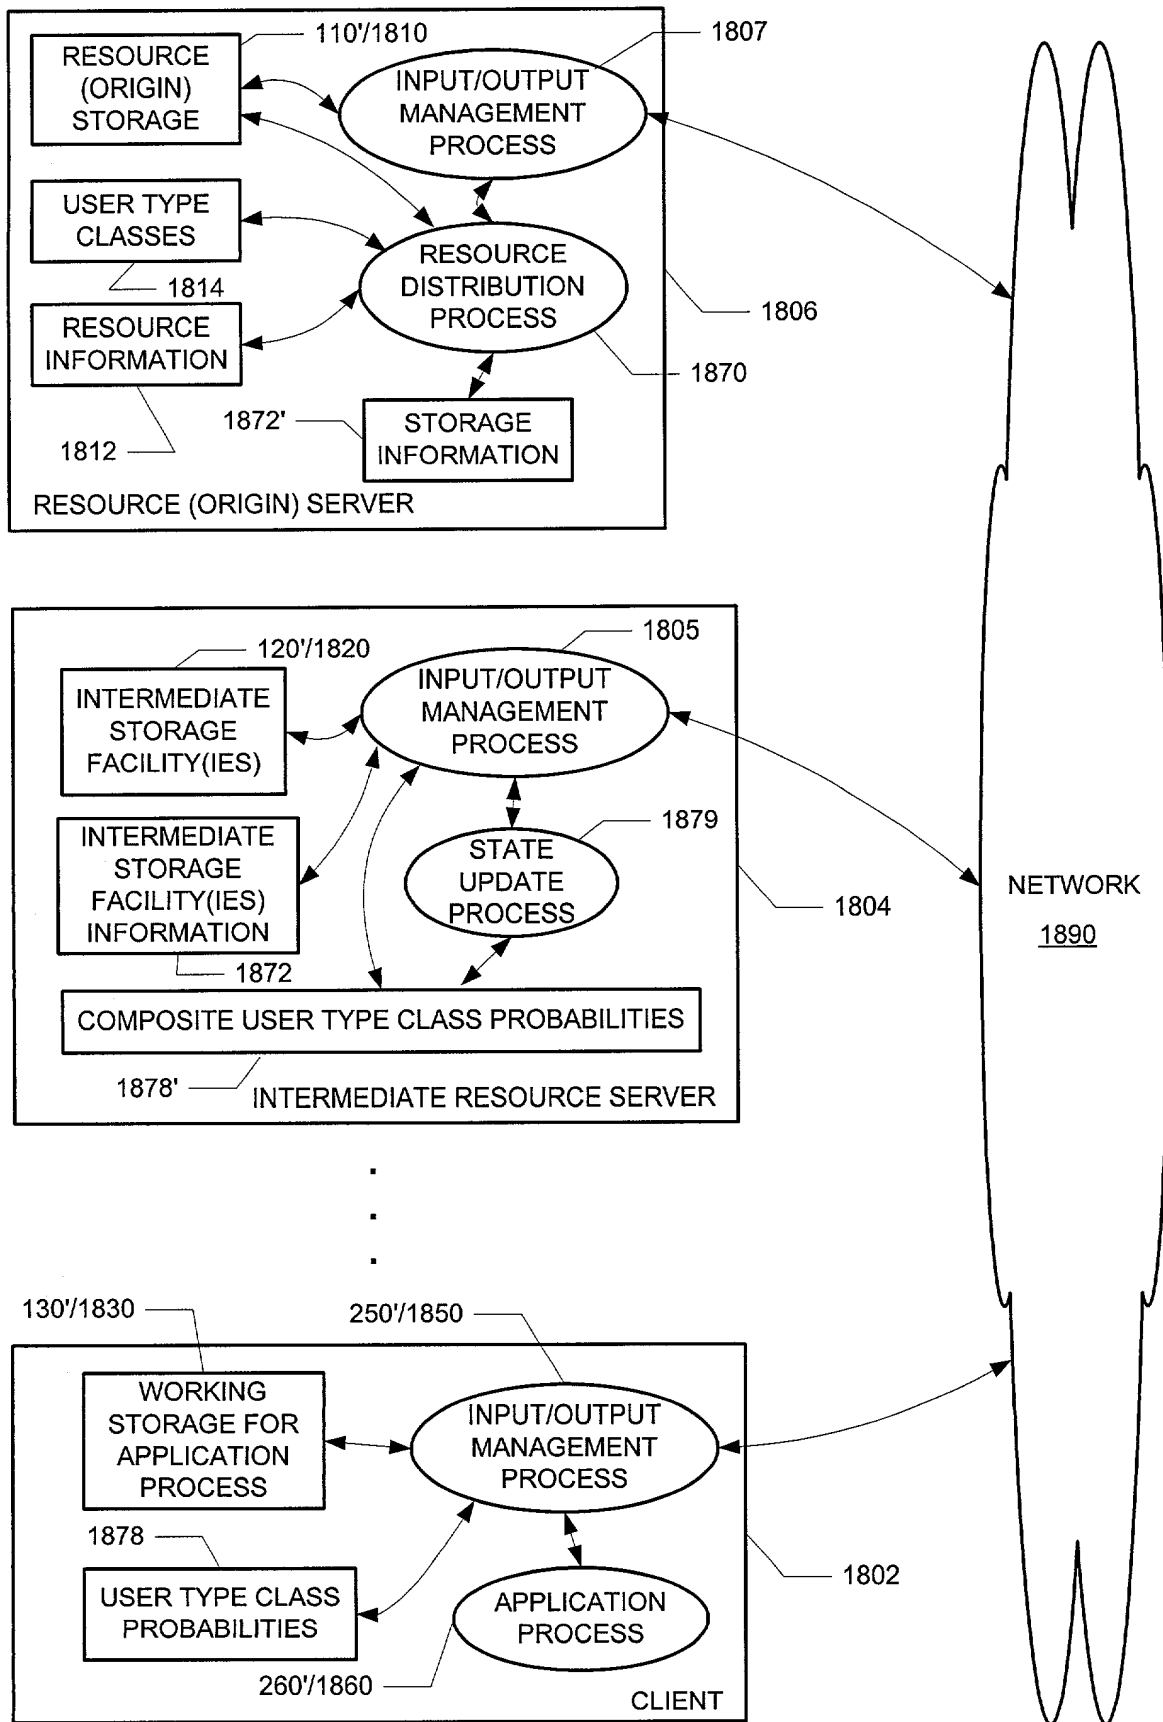 110'/1810
1807
RESOURCE
(ORIGIN)
STORAGE
INPUT/OUTPUT
MANAGEMENT
PROCESS
USER TYPE
CLASSES
1814
RESOURCE
DISTRIBUTION
PROCESS
1806
RESOURCE
INFORMATION
1870
1812
1872'
STORAGE
INFORMATION
RESOURCE (ORIGIN) SERVER
120'/1820
1805
INTERMEDIATE
STORAGE
FACILITY(IES)
INPUT/OUTPUT
MANAGEMENT
PROCESS
INTERMEDIATE
STORAGE
FACILITY(IES)
INFORMATION
1872
1879
STATE
UPDATE
PROCESS
1804
COMPOSITE USER TYPE CLASS PROBABILITIES
1878'
INTERMEDIATE RESOURCE SERVER
NETWORK
1890
.
.
.
130'/1830
250'/1850
WORKING
STORAGE FOR
APPLICATION
PROCESS
INPUT/OUTPUT
MANAGEMENT
PROCESS
1878
USER TYPE CLASS
PROBABILITIES
APPLICATION
PROCESS
1802
260'/1860
CLIENT